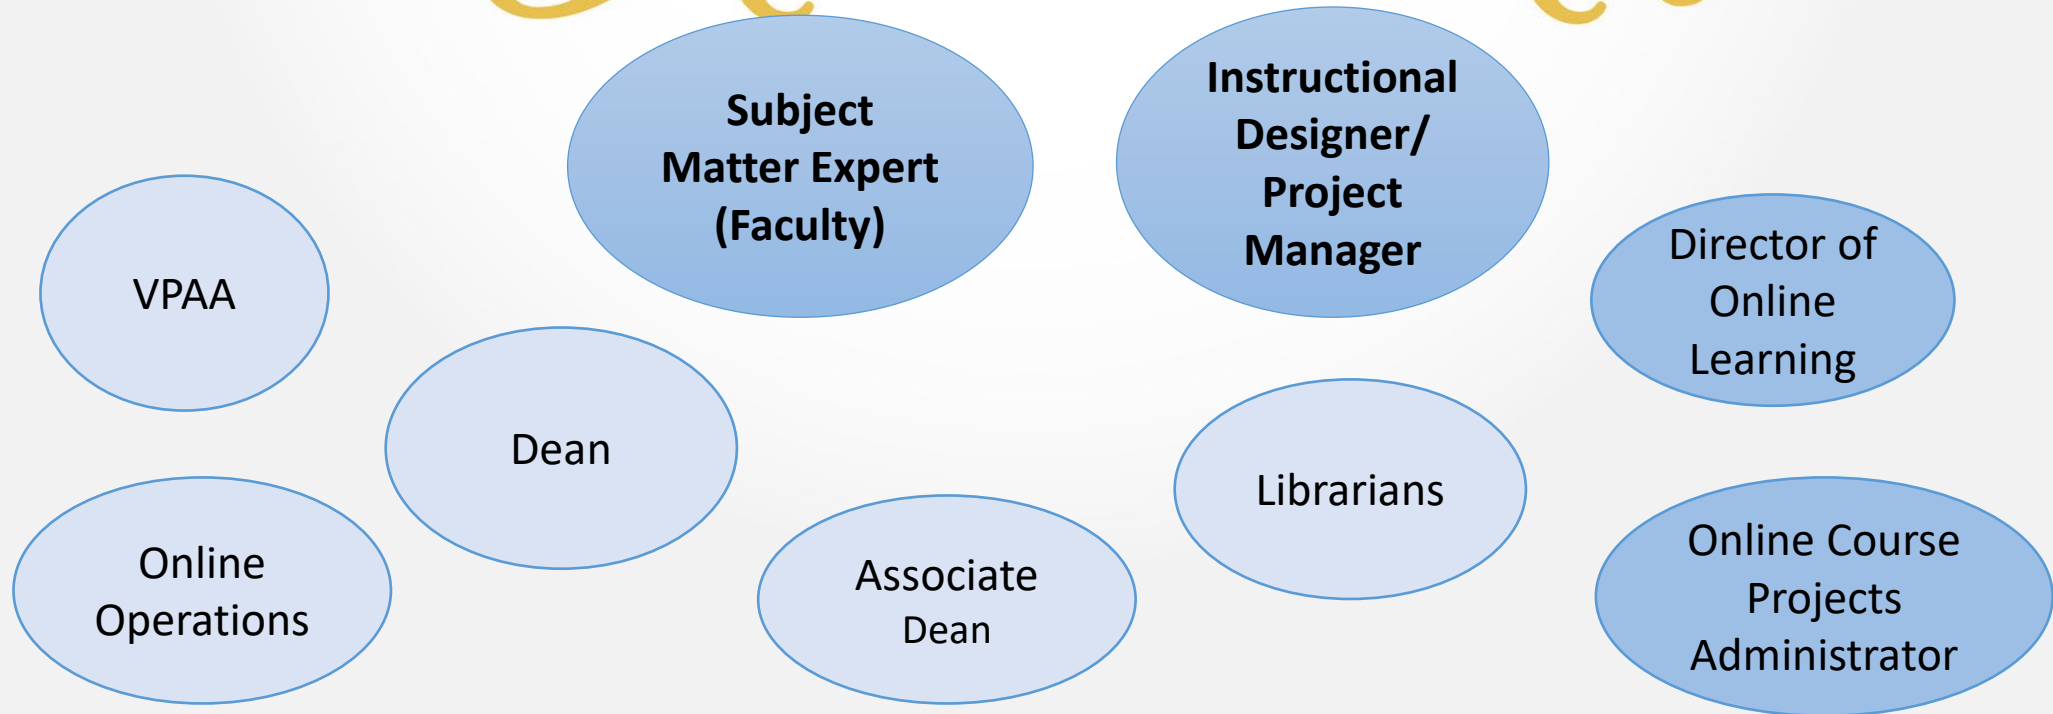 Subject
Matter Expert
(Faculty)
Instructional
Designer/
Project
Manager
VPAA
Director of
Online
Learning
Dean
Librarians
Online
Operations
Associate
Dean
Online Course
Projects
Administrator